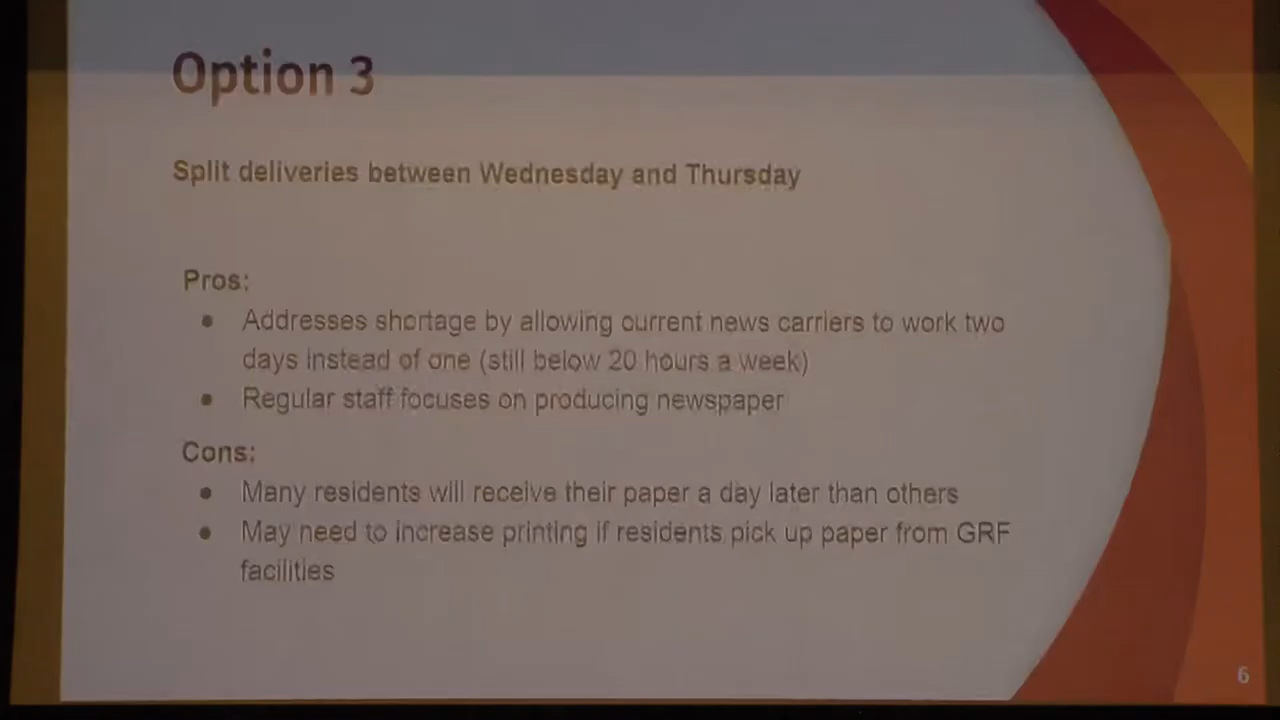 Option 3
Split deliveries between Wednesday and Thursday
Pros:
● Addresses shortage by allowing current news carriers to work two
days instead of one (still below 20 hours a week)
● Regular staff focuses on producing newspaper
Cons:
● Many residents will receive their paper a day later than others
● May need to increase printing if residents pick up paper from GRF
facilities
6